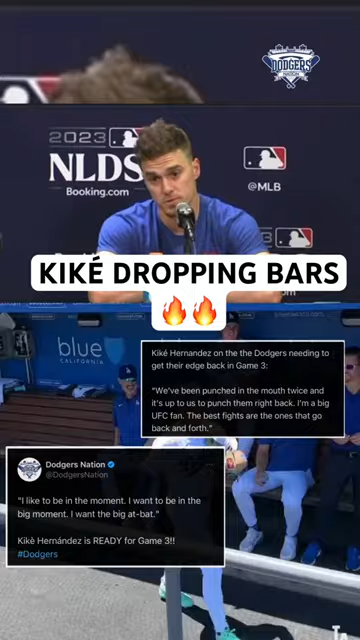 DODGERS
NATION
2023
NLDS
Booking.com
@MLB
KIKÉ DROPPING BARS
🔥🔥
blue
CALIFORNIA
Kiké Hernandez on the the Dodgers needing to
get their edge back in Game 3:
"We've been punched in the mouth twice and
it's up to us to punch them right back. I'm a big
UFC fan. The best fights are the ones that go
back and forth."
Dodgers Nation
@DodgersNation
"I like to be in the moment. I want to be in the
big moment. I want the big at-bat."
Kikè Hernández is READY for Game 3!!
#Dodgers